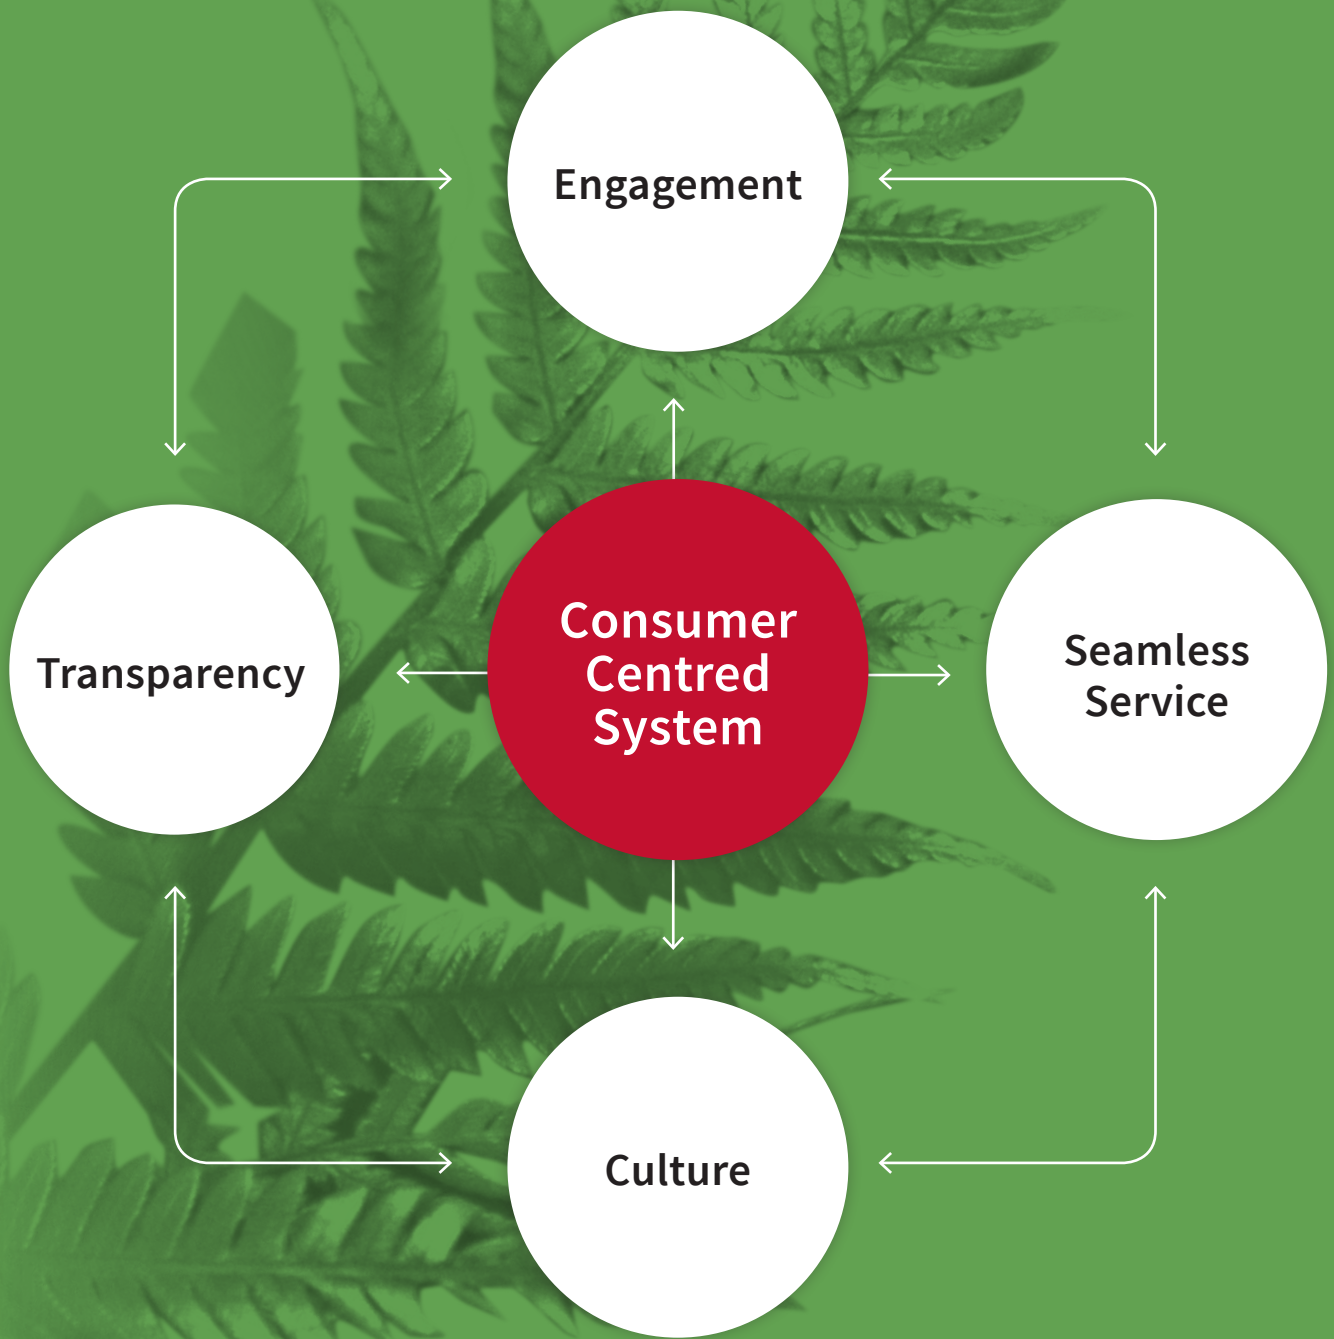 Engagement
Transparency
Consumer
Centred
System
Seamless
Service
Culture